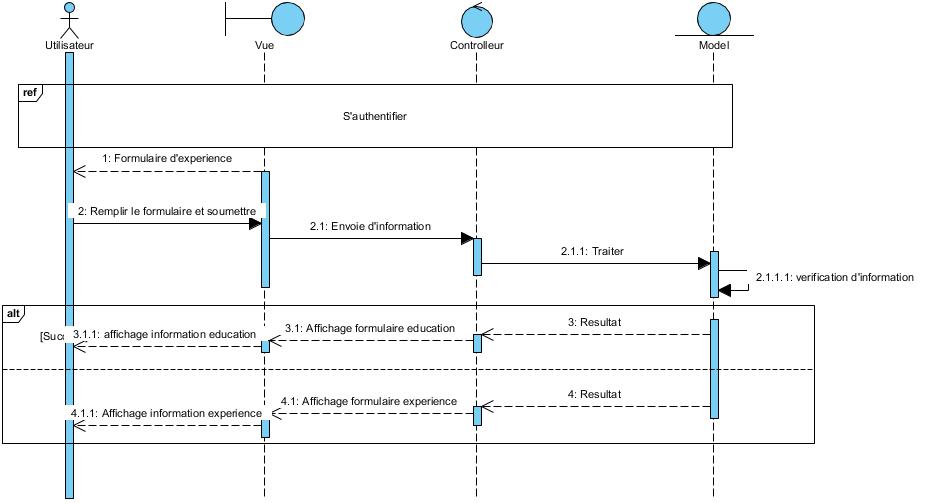 Utilisateur
Vue
Controlleur
Model
ref
S'authentifier
1: Formulaire d'experience
2: Remplir le formulaire et soumettre
2.1: Envoie d'information
2.1.1: Traiter
2.1.1.1: verification d'information
alt
3: Resultat
3.1: Affichage formulaire education
3.1.1: affichage information education
4: Resultat
4.1: Affichage formulaire experience
4.1.1: Affichage information experience